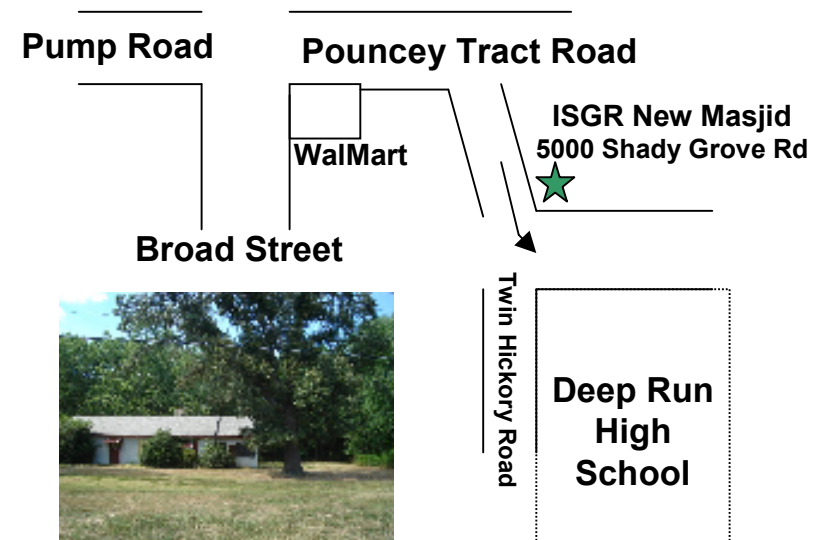 Pump Road
Pouncey Tract Road
ISGR New Masjid
5000 Shady Grove Rd
WalMart
Broad Street
Twin Hickory Road
Deep Run
High
School